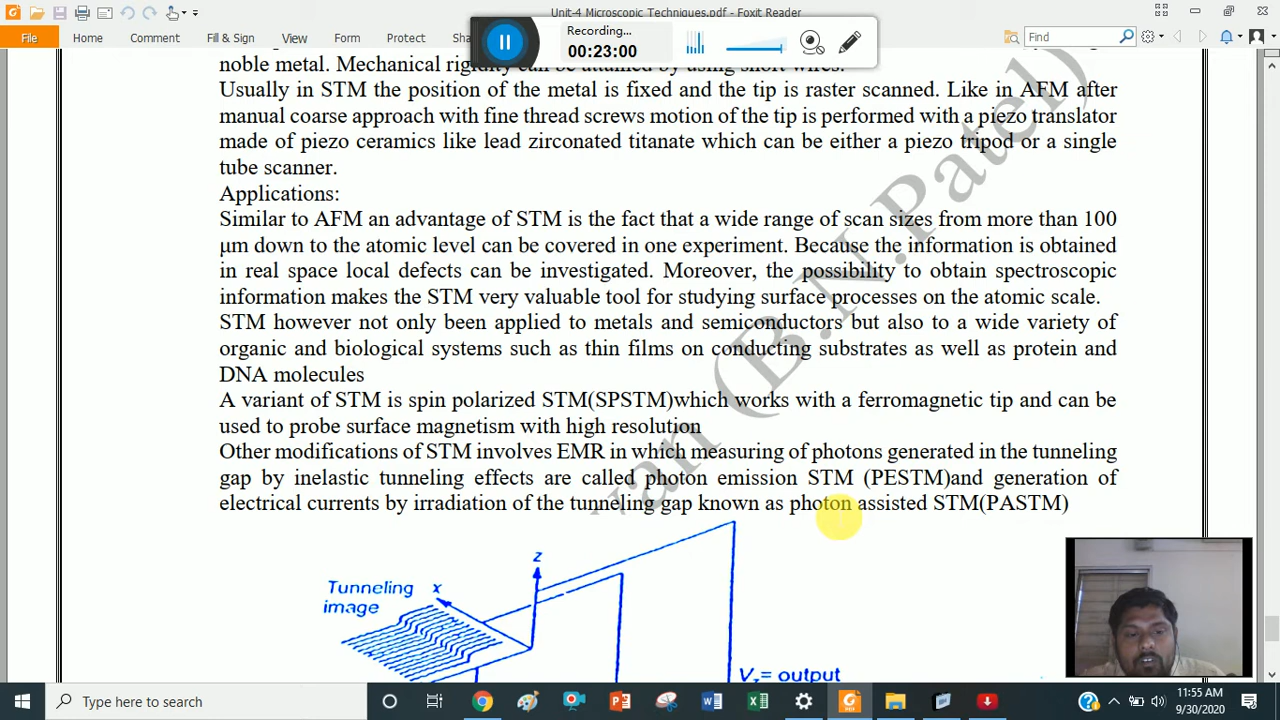 Unit-4 Microscopic Techniques.pdf - Foxit Reader
File Home Comment Fill & Sign View Form Protect Find
Recording...
00:23:00
noble metal. Mechanical rigidity can be attained by using short wires.
Usually in STM the position of the metal is fixed and the tip is raster scanned. Like in AFM after
manual coarse approach with fine thread screws motion of the tip is performed with a piezo translator
made of piezo ceramics like lead zirconated titanate which can be either a piezo tripod or a single
tube scanner.
Applications:
Similar to AFM an advantage of STM is the fact that a wide range of scan sizes from more than 100
μm down to the atomic level can be covered in one experiment. Because the information is obtained
in real space local defects can be investigated. Moreover, the possibility to obtain spectroscopic
information makes the STM very valuable tool for studying surface processes on the atomic scale.
STM however not only been applied to metals and semiconductors but also to a wide variety of
organic and biological systems such as thin films on conducting substrates as well as protein and
DNA molecules
A variant of STM is spin polarized STM(SPSTM)which works with a ferromagnetic tip and can be
used to probe surface magnetism with high resolution
Other modifications of STM involves EMR in which measuring of photons generated in the tunneling
gap by inelastic tunneling effects are called photon emission STM (PESTM)and generation of
electrical currents by irradiation of the tunneling gap known as photon assisted STM(PASTM)
(B.N.Patel)
z
Tunneling x
image
= output
Type here to search
11:55 AM
9/30/2020